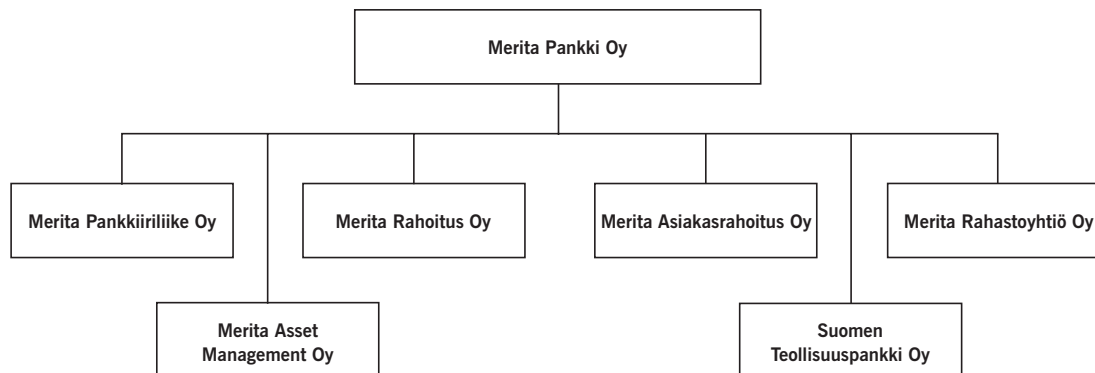 Merita Pankki Oy
Merita Pankkiiriliike Oy
Merita Rahoitus Oy
Merita Asiakasrahoitus Oy
Merita Rahastoyhtiö Oy
Merita Asset
Management Oy
Suomen
Teollisuuspankki Oy